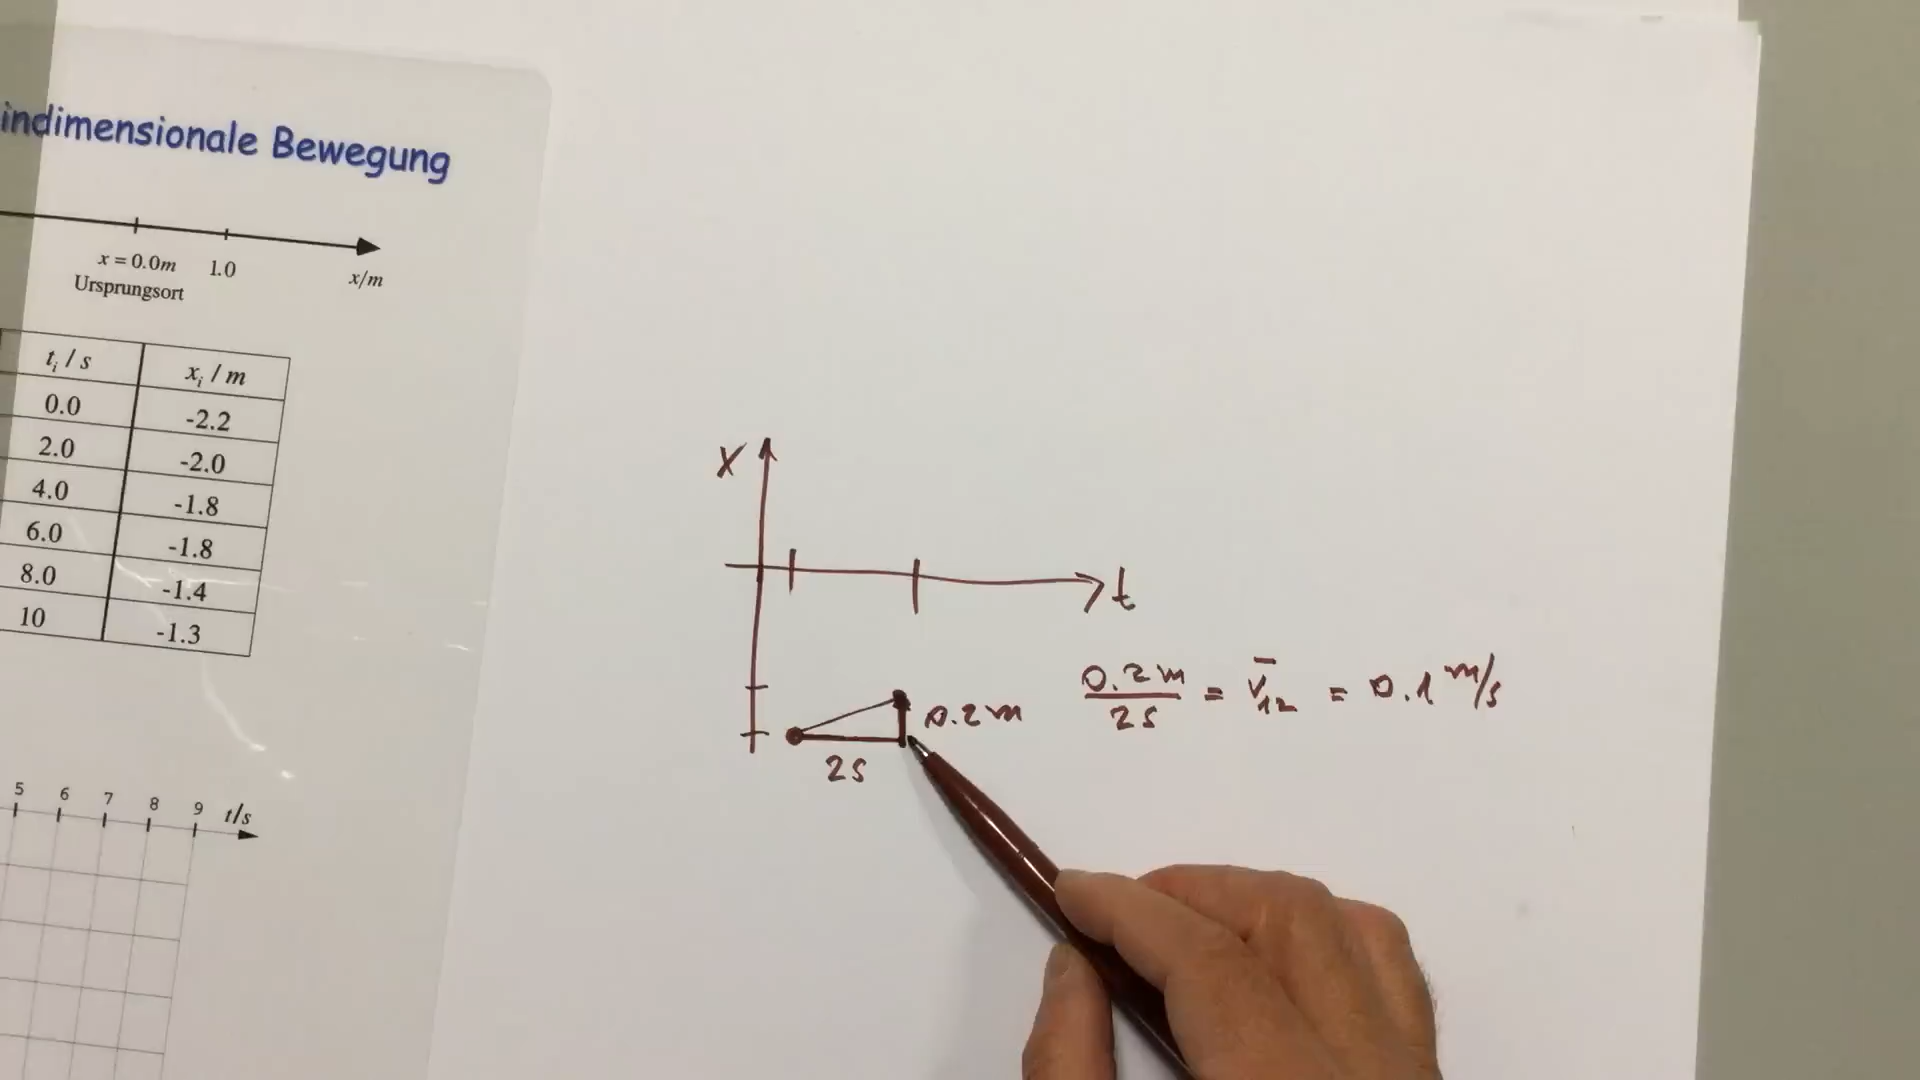 indimensionale Bewegung
x = 0.0m 1.0 x/m
Ursprungsort
t_i / s x_i / m
0.0 -2.2
2.0 -2.0
4.0 -1.8
6.0 -1.8
8.0 -1.4
10 -1.3
5 6 7 8 9 t/s
x
t
0.2m
2s
0.2m/2s = v̄_12 = 0.1 m/s